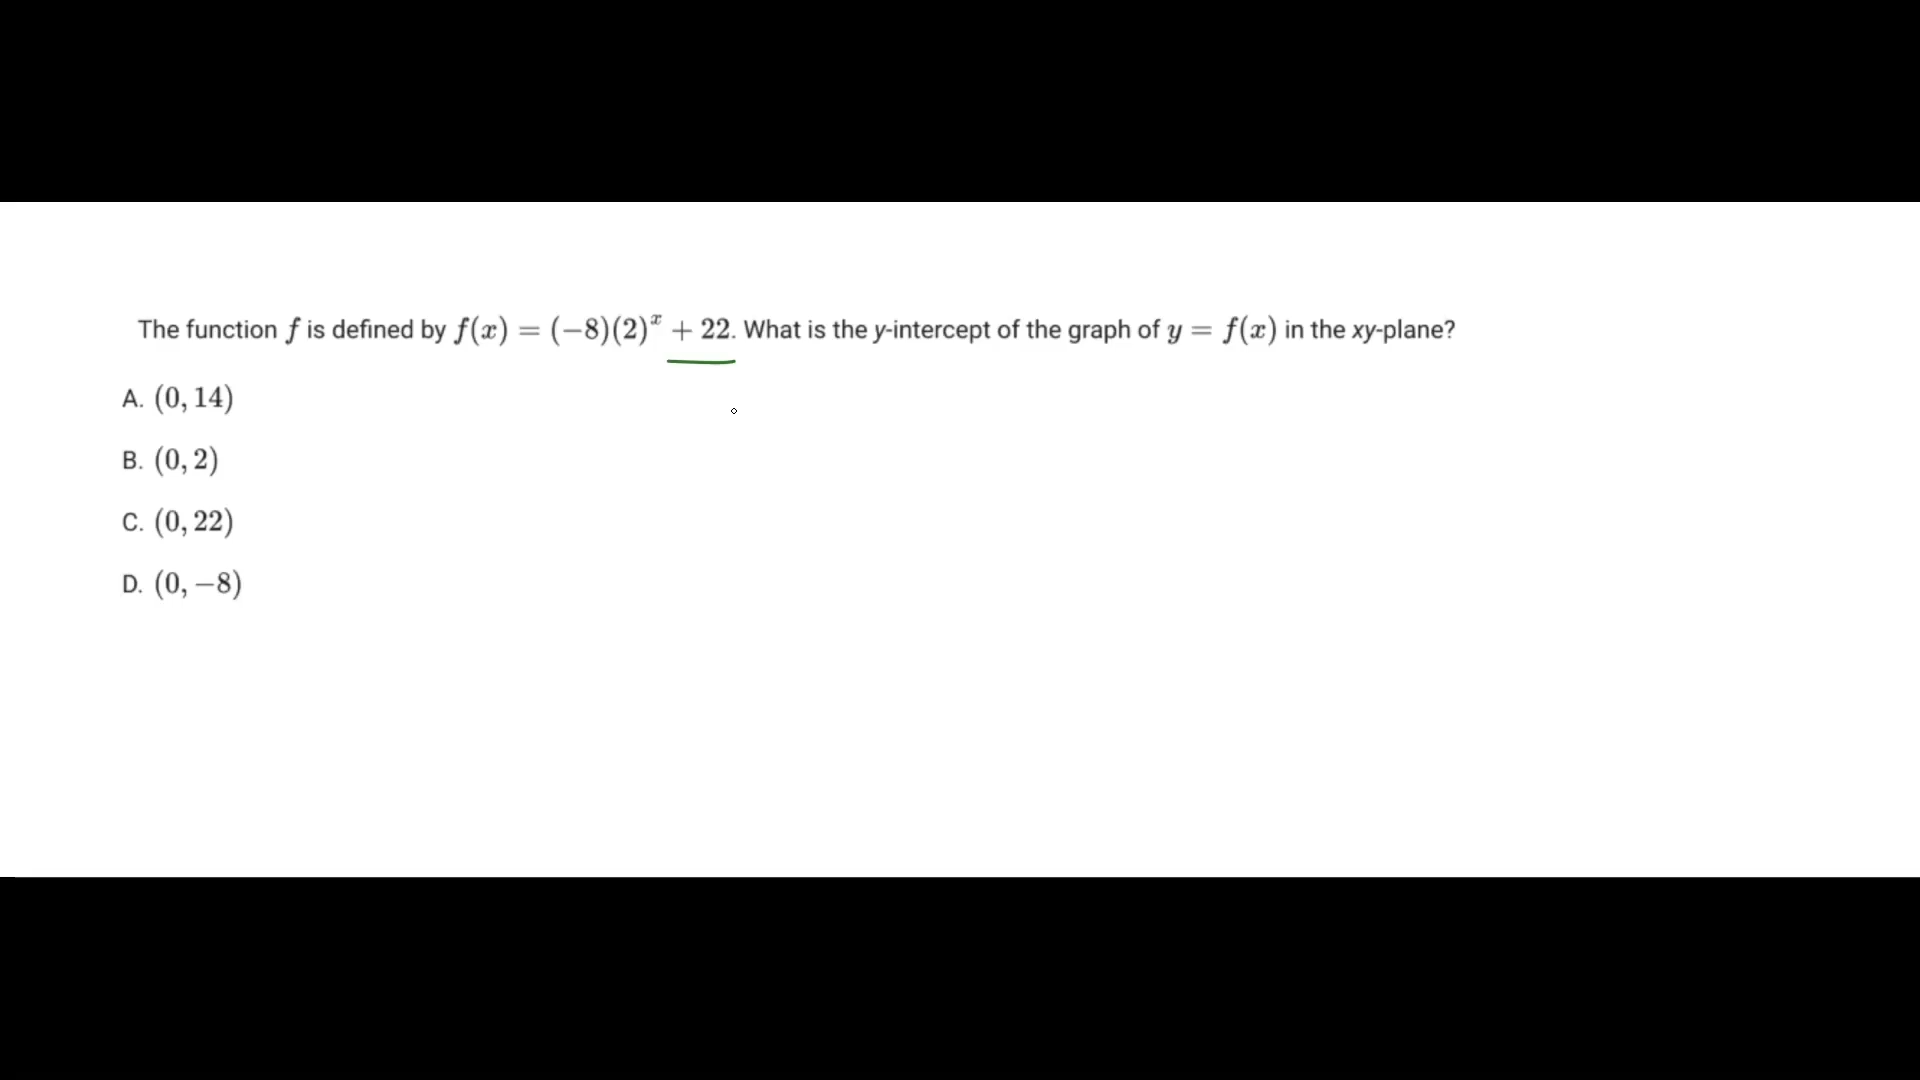 The function f is defined by f(x) = (−8)(2)^x + 22. What is the y-intercept of the graph of y = f(x) in the xy-plane?
A. (0, 14)
B. (0, 2)
C. (0, 22)
D. (0, −8)